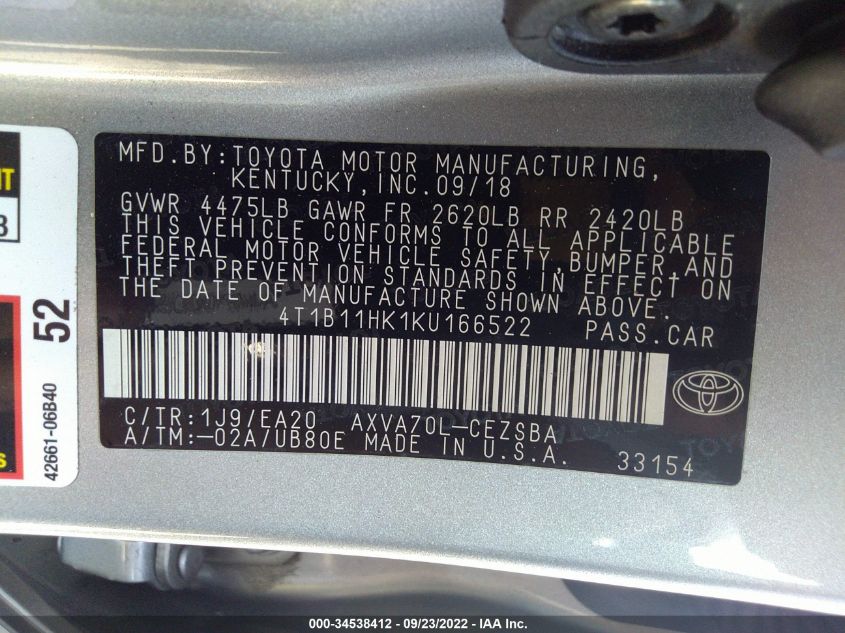 MFD.BY:TOYOTA MOTOR MANUFACTURING,
KENTUCKY,INC.09/18
GVWR 4475LB GAWR FR 2620LB RR 2420LB
THIS VEHICLE CONFORMS TO ALL APPLICABLE
FEDERAL MOTOR VEHICLE SAFETY,BUMPER,AND
THEFT PREVENTION STANDARDS IN EFFECT ON
THE DATE OF MANUFACTURE SHOWN ABOVE.
4T1B11HK1KU166522 PASS.CAR
C/TR:1J9/EA20 AXVA70L-CEZSBA
A/TM:-02A/UB80E MADE IN U.S.A. 33154
52
42661-06B40
000-34538412 - 09/23/2022 - IAA Inc.